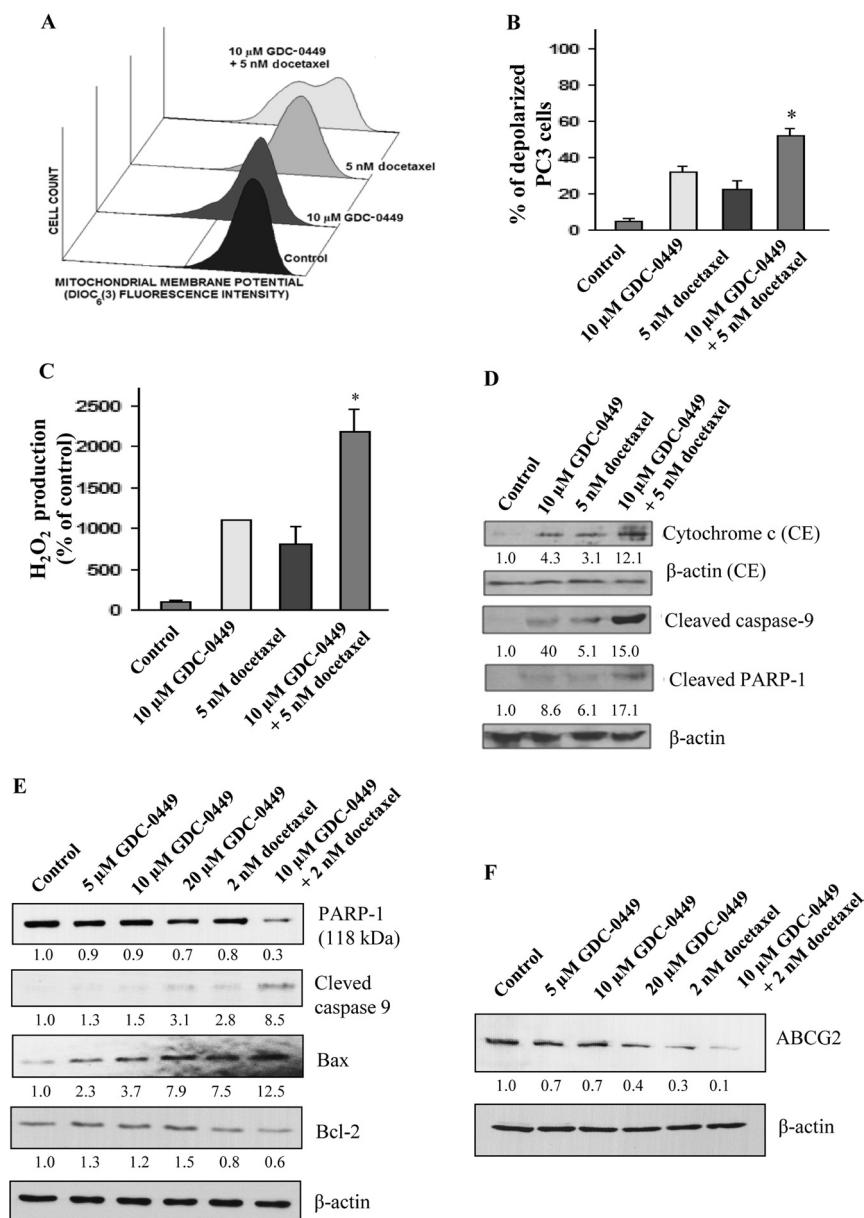 A
10 µM GDC-0449
+ 5 nM docetaxel
5 nM docetaxel
10 µM GDC-0449
Control
CELL COUNT
MITOCHONDRIAL MEMBRANE POTENTIAL
(DIOC6(3) FLUORESCENCE INTENSITY)
B
% of depolarized
PC3 cells
100
80
60
40
20
0
*
Control
10 µM GDC-0449
5 nM docetaxel
10 µM GDC-0449
+ 5 nM docetaxel
C
H2O2 production
(% of control)
2500
2000
1500
1000
500
0
*
Control
10 µM GDC-0449
5 nM docetaxel
10 µM GDC-0449
+ 5 nM docetaxel
D
Control
10 µM GDC-0449
5 nM docetaxel
10 µM GDC-0449
+ 5 nM docetaxel
Cytochrome c (CE)
1.0 4.3 3.1 12.1
β-actin (CE)
Cleaved caspase-9
1.0 40 5.1 15.0
Cleaved PARP-1
1.0 8.6 6.1 17.1
β-actin
E
Control
5 µM GDC-0449
10 µM GDC-0449
20 µM GDC-0449
2 nM docetaxel
10 µM GDC-0449
+ 2 nM docetaxel
PARP-1
(118 kDa)
1.0 0.9 0.9 0.7 0.8 0.3
Cleved
caspase 9
1.0 1.3 1.5 3.1 2.8 8.5
Bax
1.0 2.3 3.7 7.9 7.5 12.5
Bcl-2
1.0 1.3 1.2 1.5 0.8 0.6
β-actin
F
Control
5 µM GDC-0449
10 µM GDC-0449
20 µM GDC-0449
2 nM docetaxel
10 µM GDC-0449
+ 2 nM docetaxel
ABCG2
1.0 0.7 0.7 0.4 0.3 0.1
β-actin